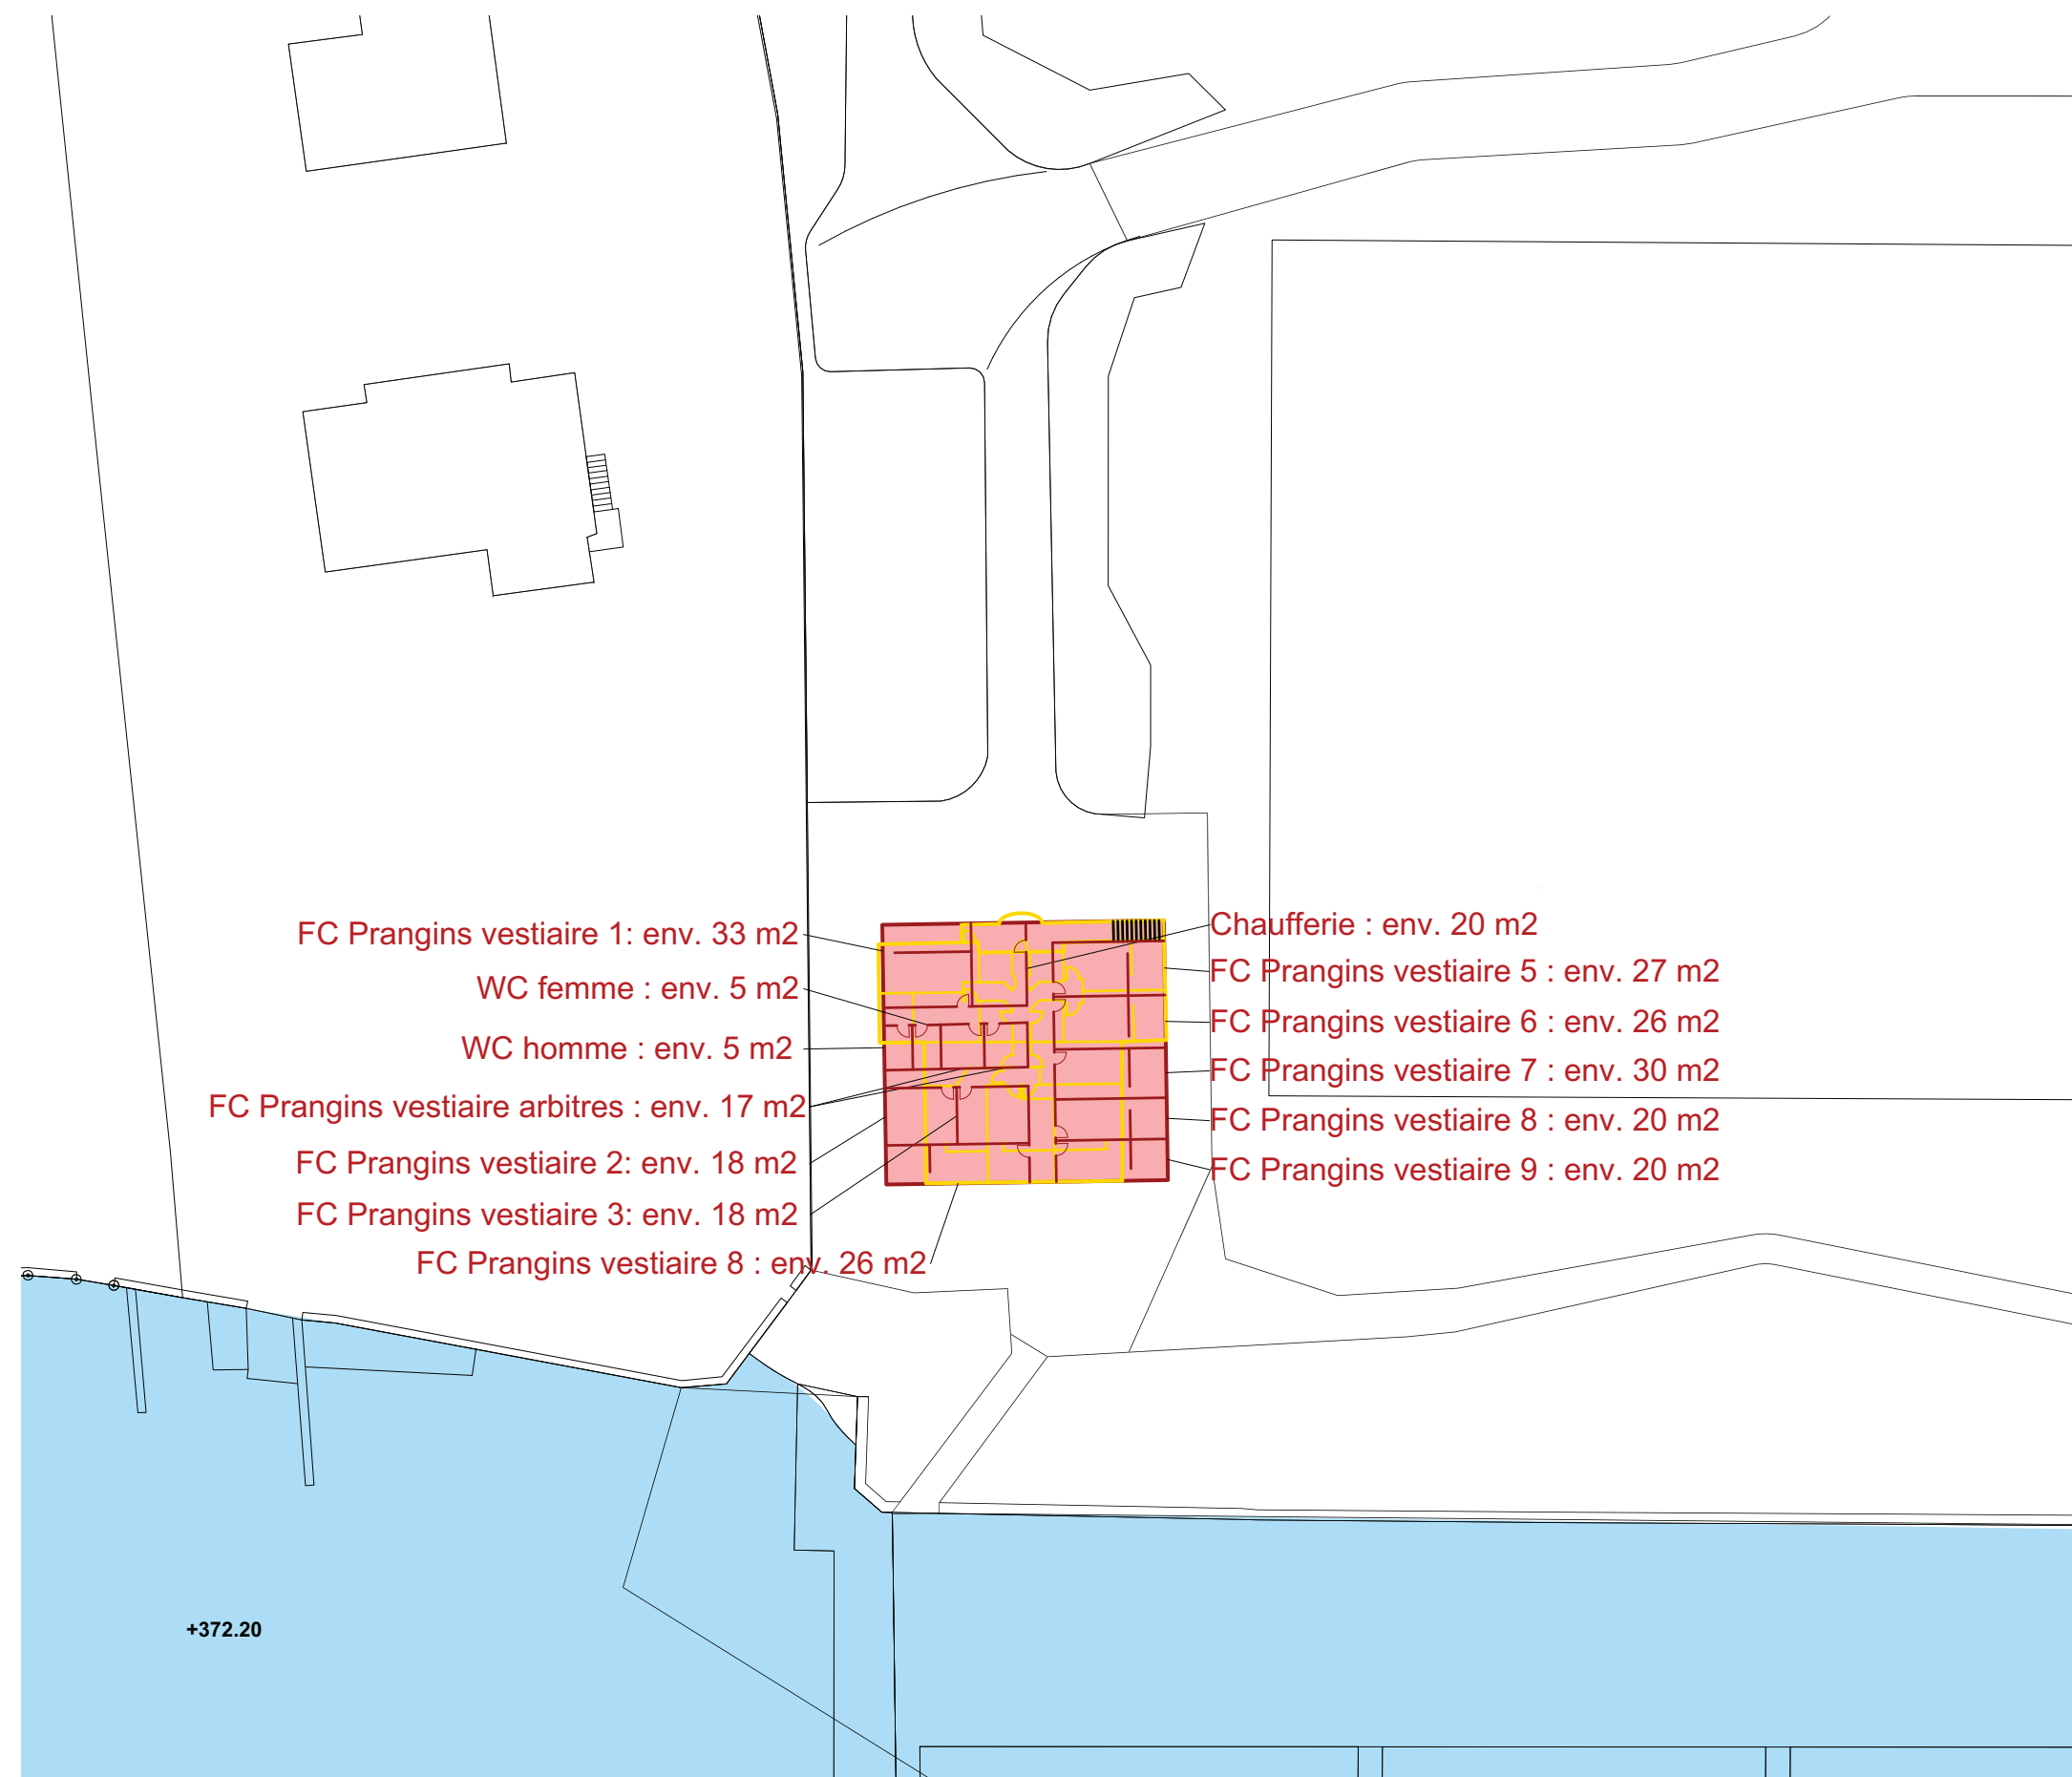 FC Prangins vestiaire 1: env. 33 m2
WC femme : env. 5 m2
WC homme : env. 5 m2
FC Prangins vestiaire arbitres : env. 17 m2
FC Prangins vestiaire 2: env. 18 m2
FC Prangins vestiaire 3: env. 18 m2
FC Prangins vestiaire 8 : env. 26 m2
Chaufferie : env. 20 m2
FC Prangins vestiaire 5 : env. 27 m2
FC Prangins vestiaire 6 : env. 26 m2
FC Prangins vestiaire 7 : env. 30 m2
FC Prangins vestiaire 8 : env. 20 m2
FC Prangins vestiaire 9 : env. 20 m2
+372.20